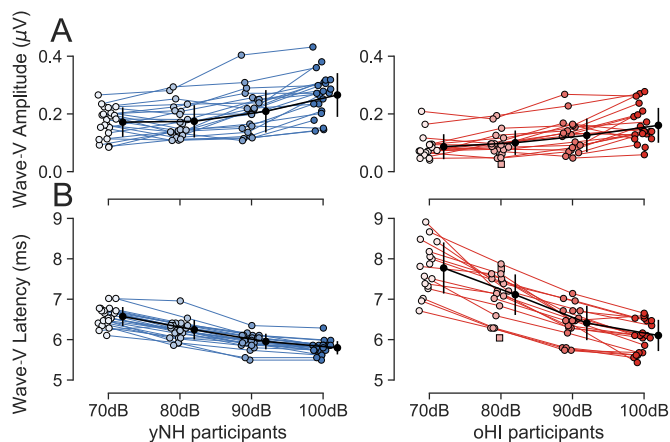 A
Wave-V Amplitude (µV)
0.4
0.2
0.0
0.4
0.2
0.0
B
Wave-V Latency (ms)
9
8
7
6
5
9
8
7
6
5
70dB 80dB 90dB 100dB
70dB 80dB 90dB 100dB
yNH participants
oHI participants